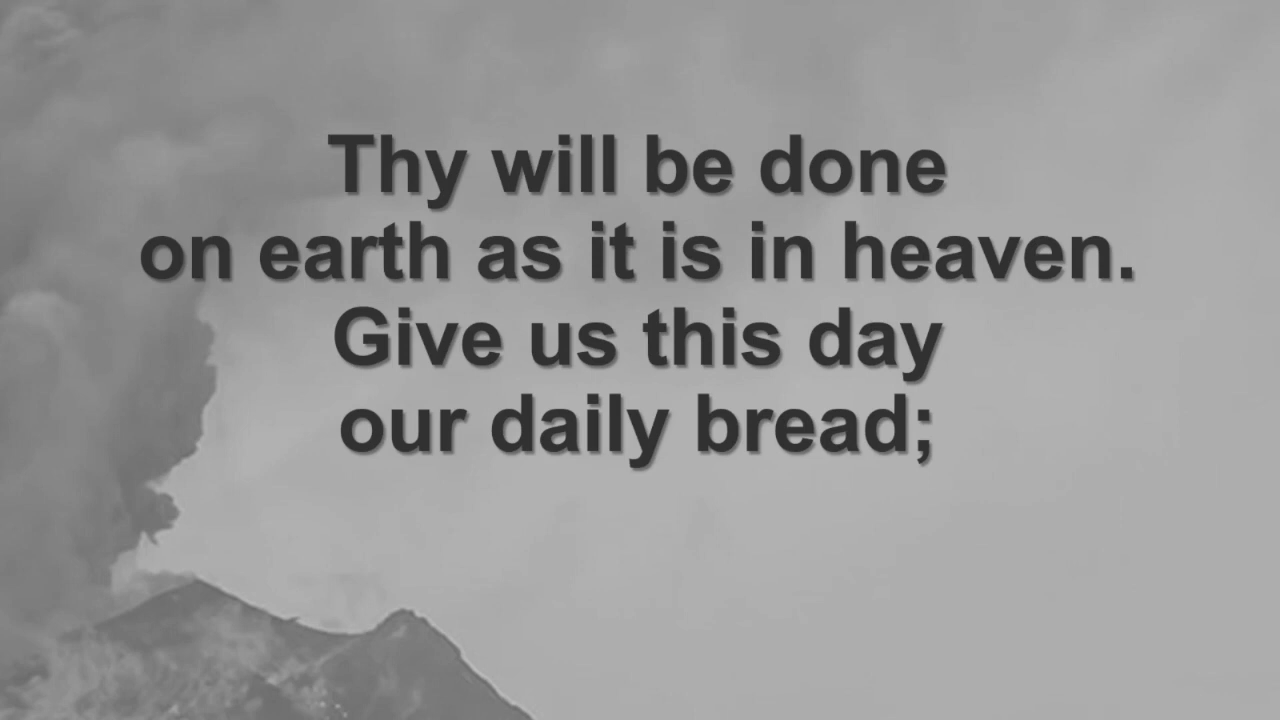 Thy will be done
on earth as it is in heaven.
Give us this day
our daily bread;